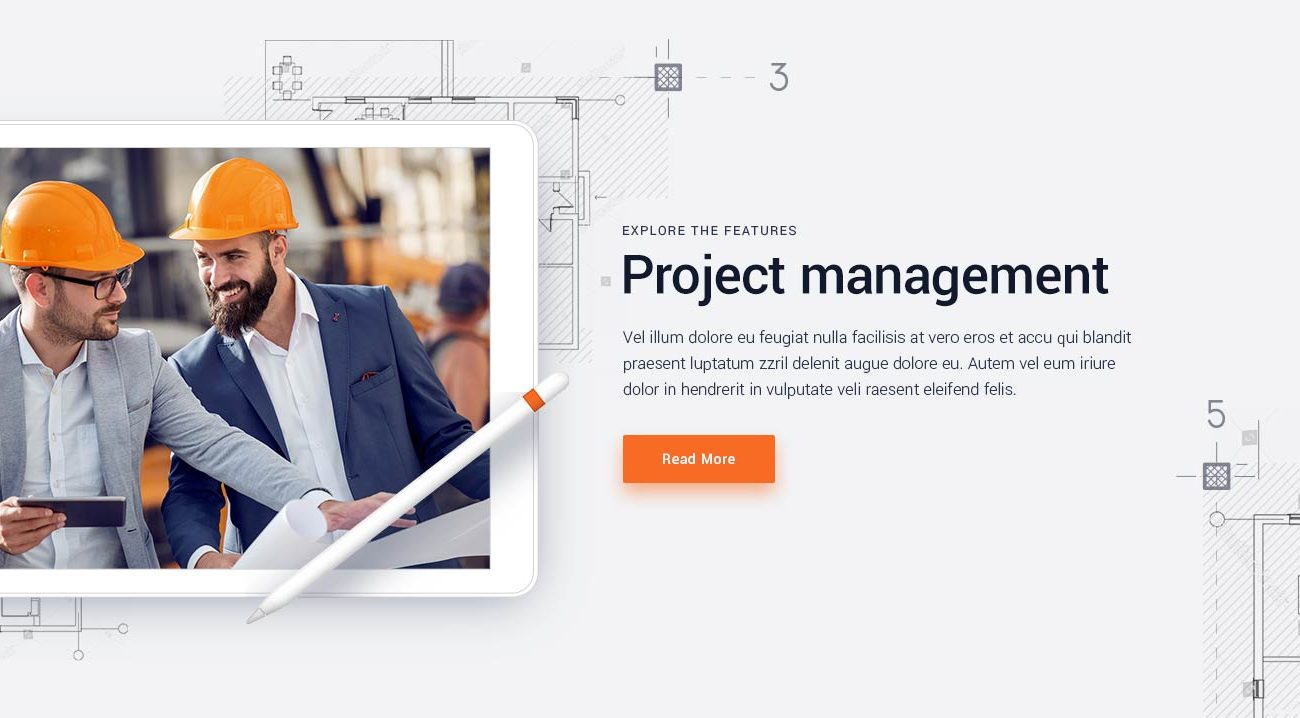 3
EXPLORE THE FEATURES
Project management
Vel illum dolore eu feugiat nulla facilisis at vero eros et accu qui blandit
praesent luptatum zzril delenit augue dolore eu. Autem vel eum iriure
dolor in hendrerit in vulputate veli raesent eleifend felis.
5
Read More